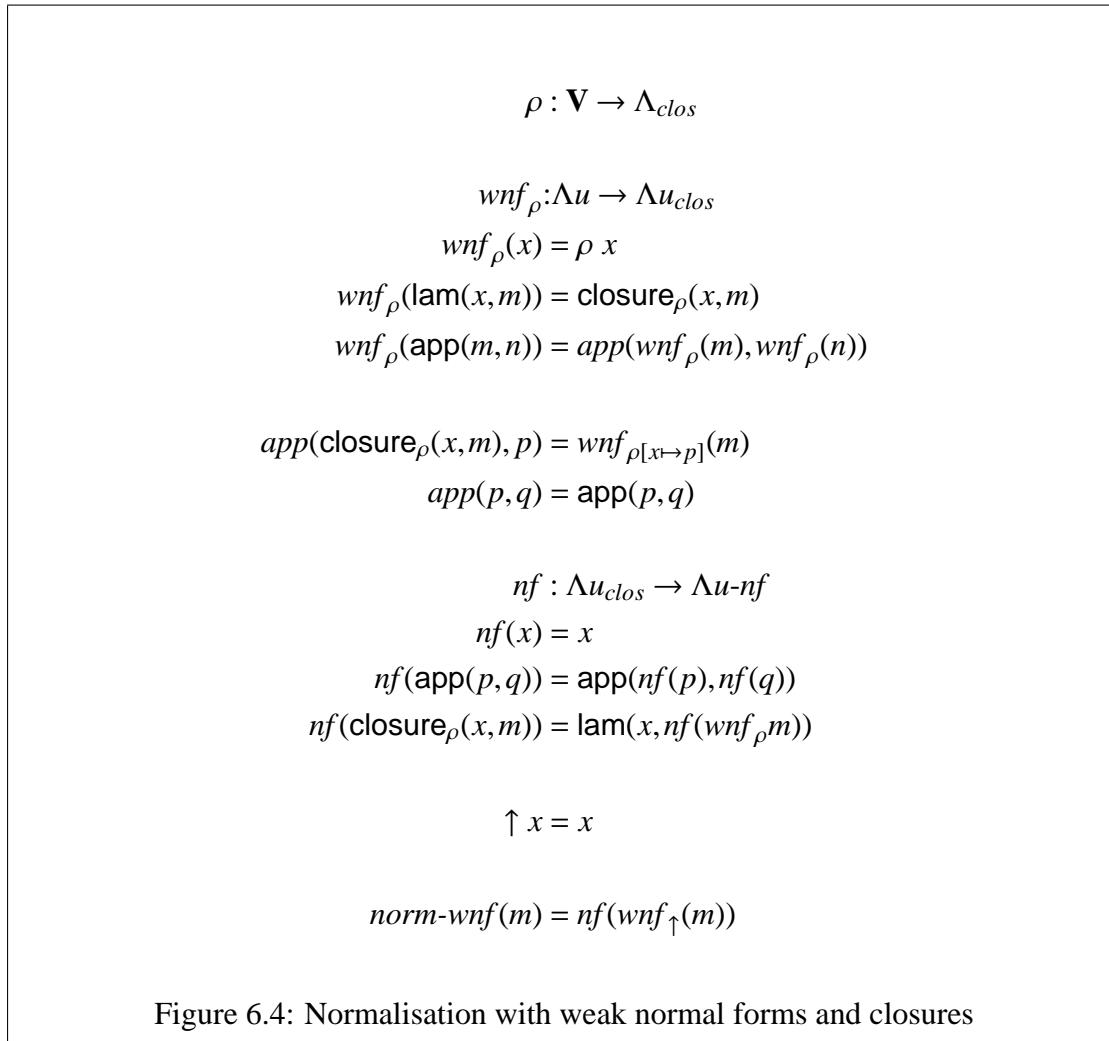 ρ : V → Λ_clos
wnf_ρ:Λu → Λu_clos
wnf_ρ(x) = ρ x
wnf_ρ(lam(x,m)) = closure_ρ(x,m)
wnf_ρ(app(m,n)) = app(wnf_ρ(m),wnf_ρ(n))
app(closure_ρ(x,m), p) = wnf_ρ[x↦p](m)
app(p,q) = app(p,q)
nf : Λu_clos → Λu-nf
nf(x) = x
nf(app(p,q)) = app(nf(p),nf(q))
nf(closure_ρ(x,m)) = lam(x,nf(wnf_ρ m))
↑ x = x
norm-wnf(m) = nf(wnf_↑(m))
Figure 6.4: Normalisation with weak normal forms and closures